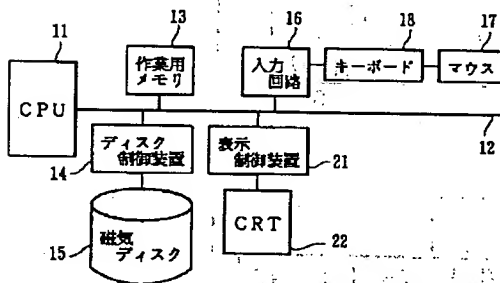 11
13
16
18
17
CPU
作業用
メモリ
入力
回路
キーボード
マウス
12
14
ディスク
制御装置
表示
制御装置
21
15
磁気
ディスク
CRT
22